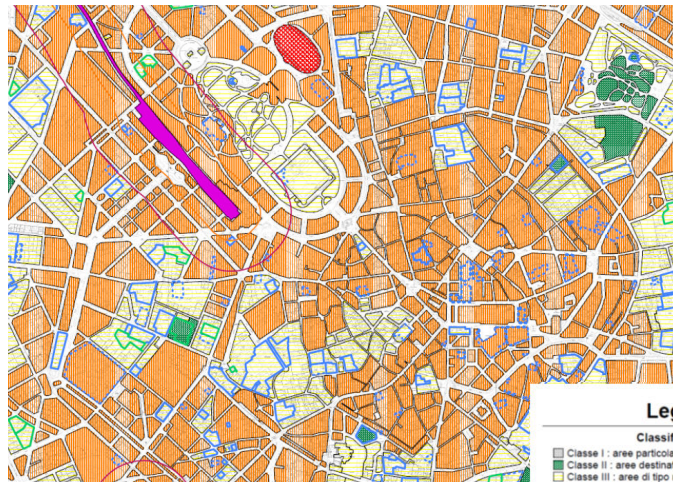 Leg
Classif
Classe I : aree particola
Classe II : aree destinat
Classe III : aree di tipo